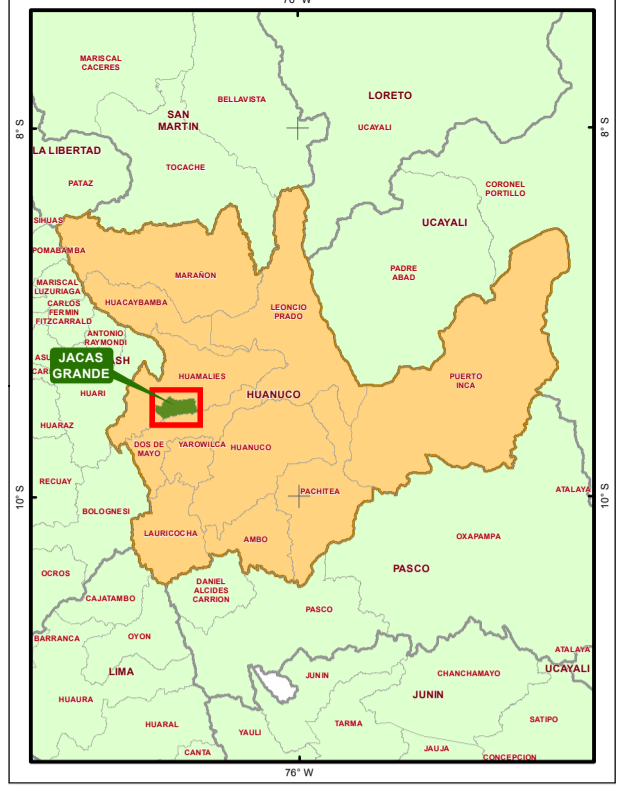 76° W
MARISCAL
CACERES
BELLAVISTA
LORETO
SAN
MARTIN
UCAYALI
8° S
8° S
LA LIBERTAD
TOCACHE
PATAZ
CORONEL
PORTILLO
SIHUAS
UCAYALI
POMABAMBA
PADRE
ABAD
MARAÑON
MARISCAL
LUZURIAGA
HUACAYBAMBA
LEONCIO
PRADO
CARLOS
FERMIN
FITZCARRALD
ANTONIO
RAYMONDI
ASU
ASH
CAR
JACAS
GRANDE
HUAMALIES
PUERTO
INCA
HUARI
HUANUCO
HUARAZ
DOS DE
MAYO
YAROWILCA
HUANUCO
RECUAY
PACHITEA
ATALAYA
10° S
10° S
BOLOGNESI
LAURICOCHA
AMBO
OXAPAMPA
PASCO
OCROS
DANIEL
ALCIDES
CARRION
CAJATAMBO
PASCO
BARRANCA
OYON
ATALAYA
UCAYALI
LIMA
JUNIN
CHANCHAMAYO
JUNIN
HUAURA
SATIPO
HUARAL
TARMA
YAULI
CANTA
JAUJA
CONCEPCION
76° W